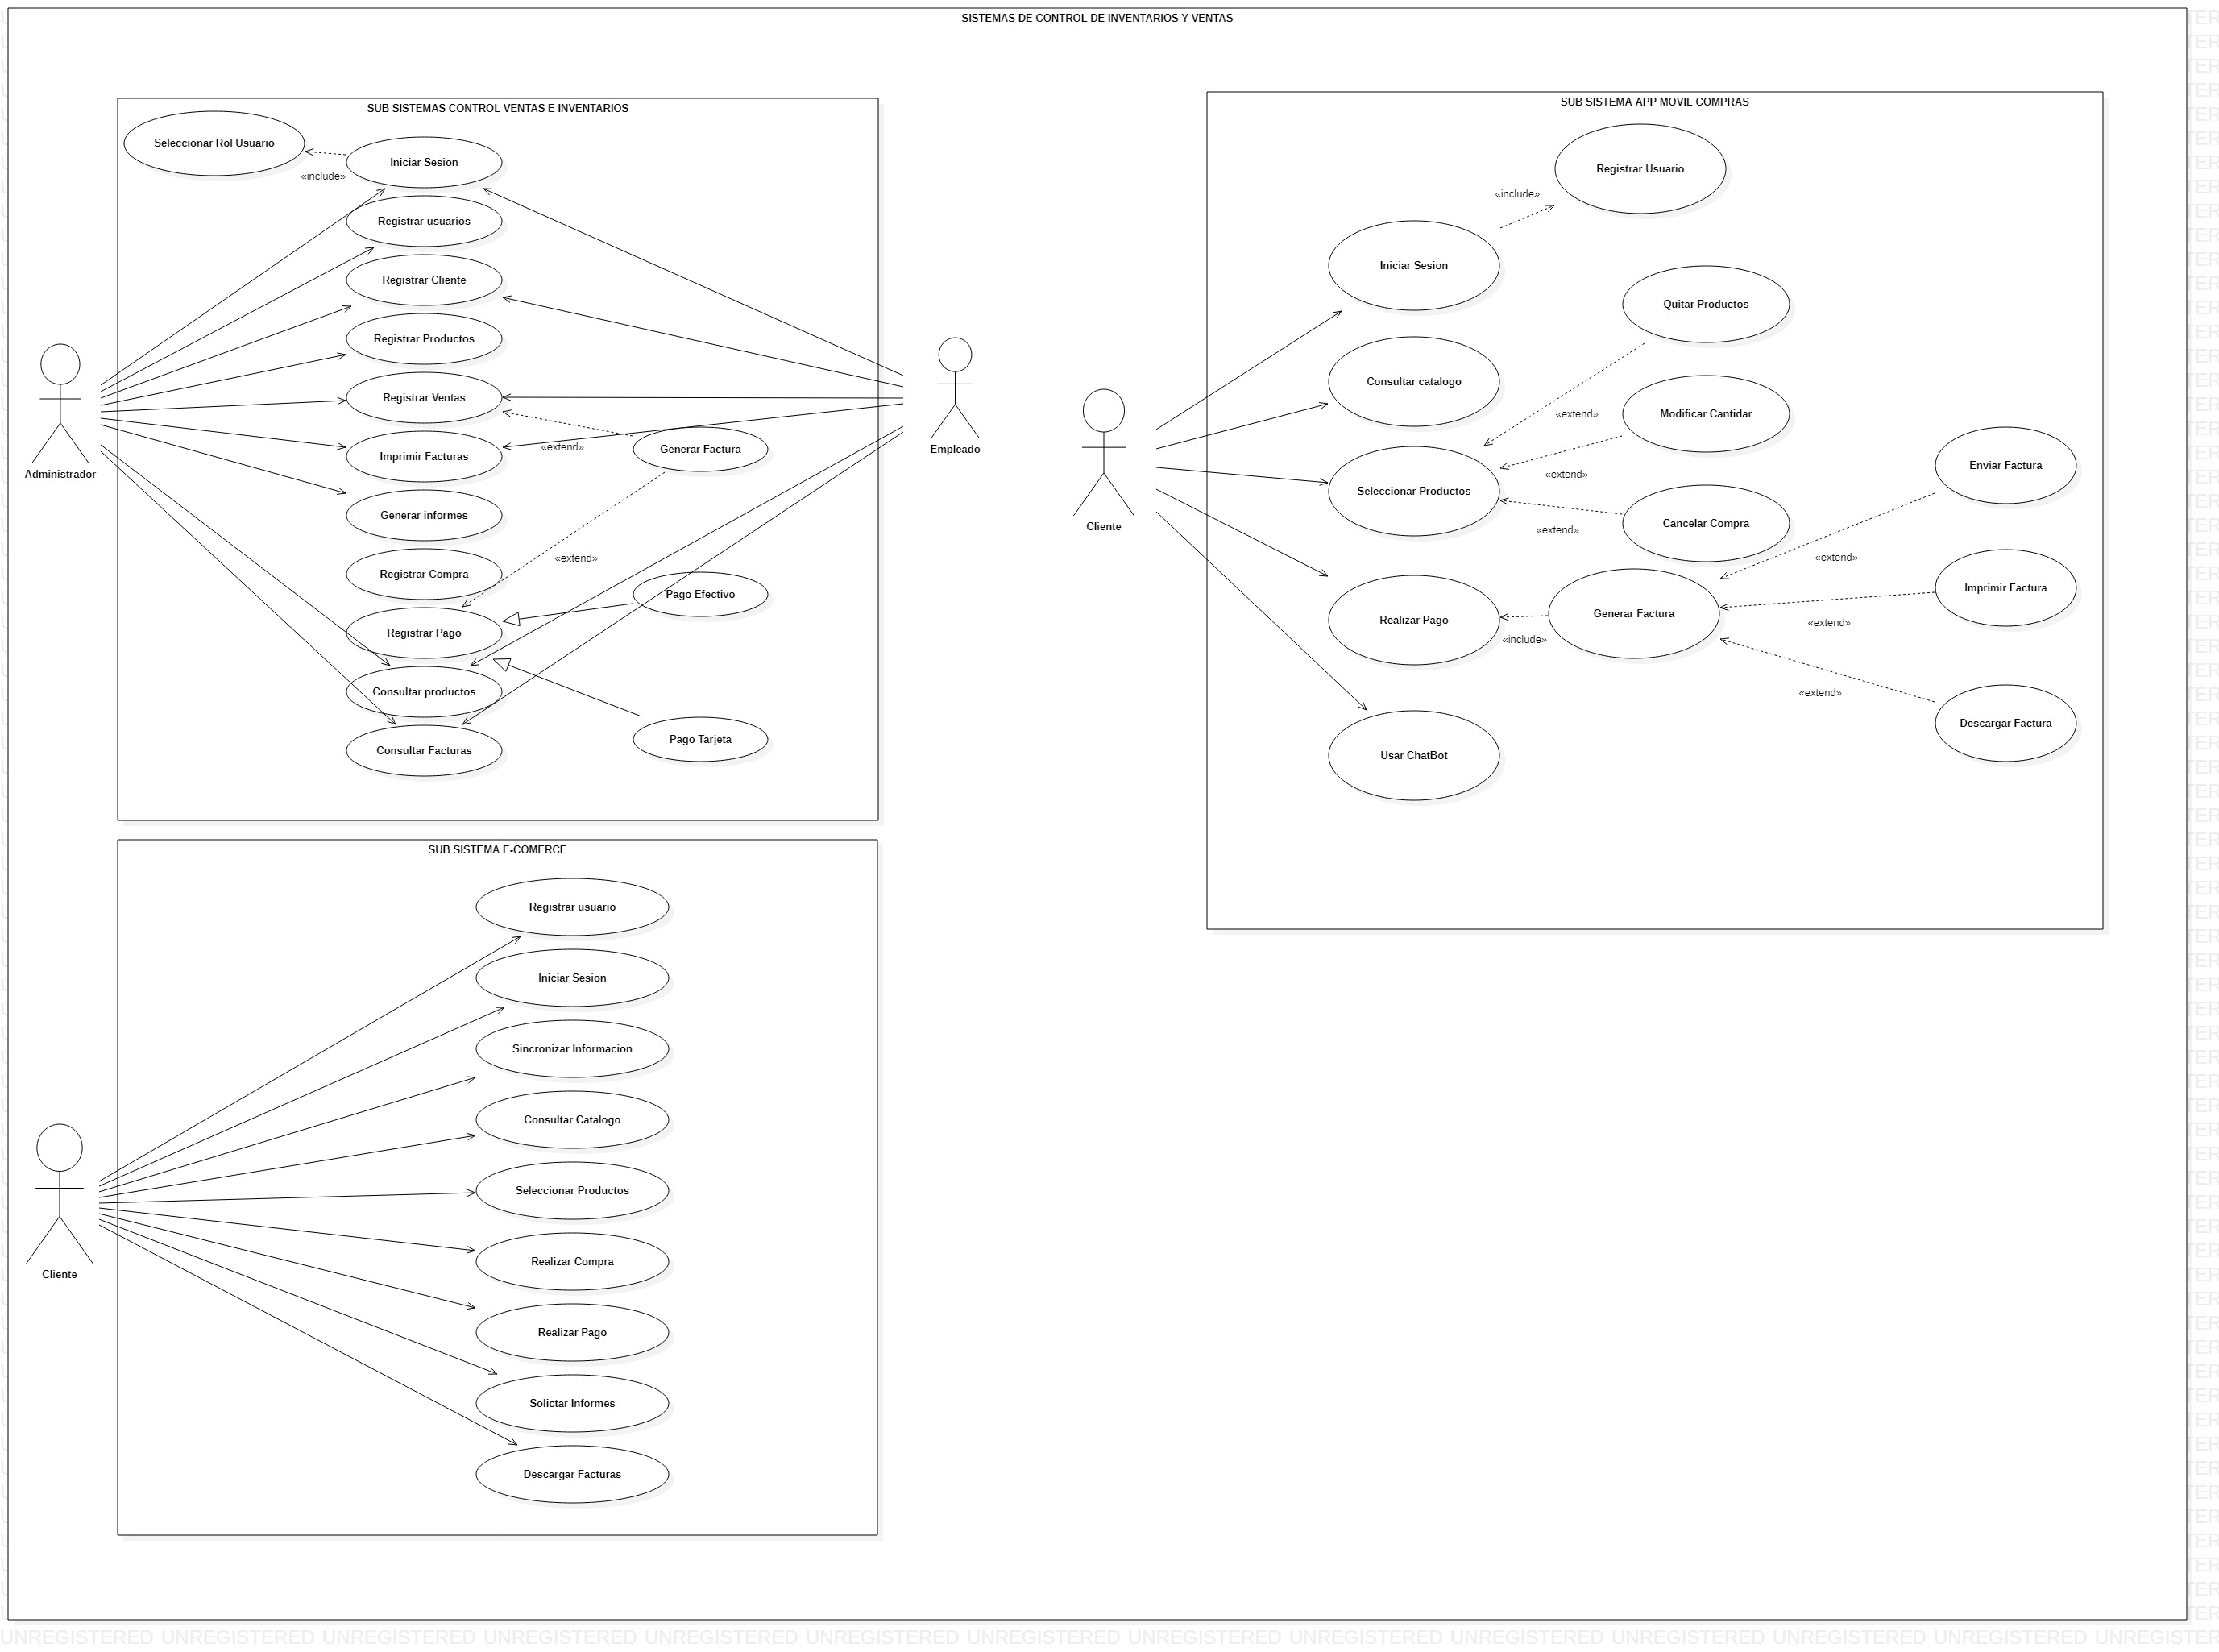 SISTEMAS DE CONTROL DE INVENTARIOS Y VENTAS
SUB SISTEMAS CONTROL VENTAS E INVENTARIOS
Seleccionar Rol Usuario
«include»
Iniciar Sesion
Registrar usuarios
Registrar Cliente
Registrar Productos
Registrar Ventas
Imprimir Facturas
Generar informes
Registrar Compra
Registrar Pago
Consultar productos
Consultar Facturas
«extend»
Generar Factura
«extend»
Pago Efectivo
Pago Tarjeta
Administrador
Empleado
SUB SISTEMA APP MOVIL COMPRAS
Registrar Usuario
«include»
Iniciar Sesion
Quitar Productos
Consultar catalogo
«extend»
Modificar Cantidar
«extend»
Seleccionar Productos
Cancelar Compra
«extend»
Realizar Pago
«include»
Generar Factura
Enviar Factura
«extend»
Imprimir Factura
«extend»
Descargar Factura
«extend»
Usar ChatBot
Cliente
SUB SISTEMA E-COMERCE
Registrar usuario
Iniciar Sesion
Sincronizar Informacion
Consultar Catalogo
Seleccionar Productos
Realizar Compra
Realizar Pago
Solictar Informes
Descargar Facturas
Cliente
UNREGISTERED UNREGISTERED UNREGISTERED UNREGISTERED UNREGISTERED UNREGISTERED UNREGISTERED UNREGISTERED UNREGISTERED UNREGISTERED UNREGISTERED UNREGISTERED UNREGISTERED